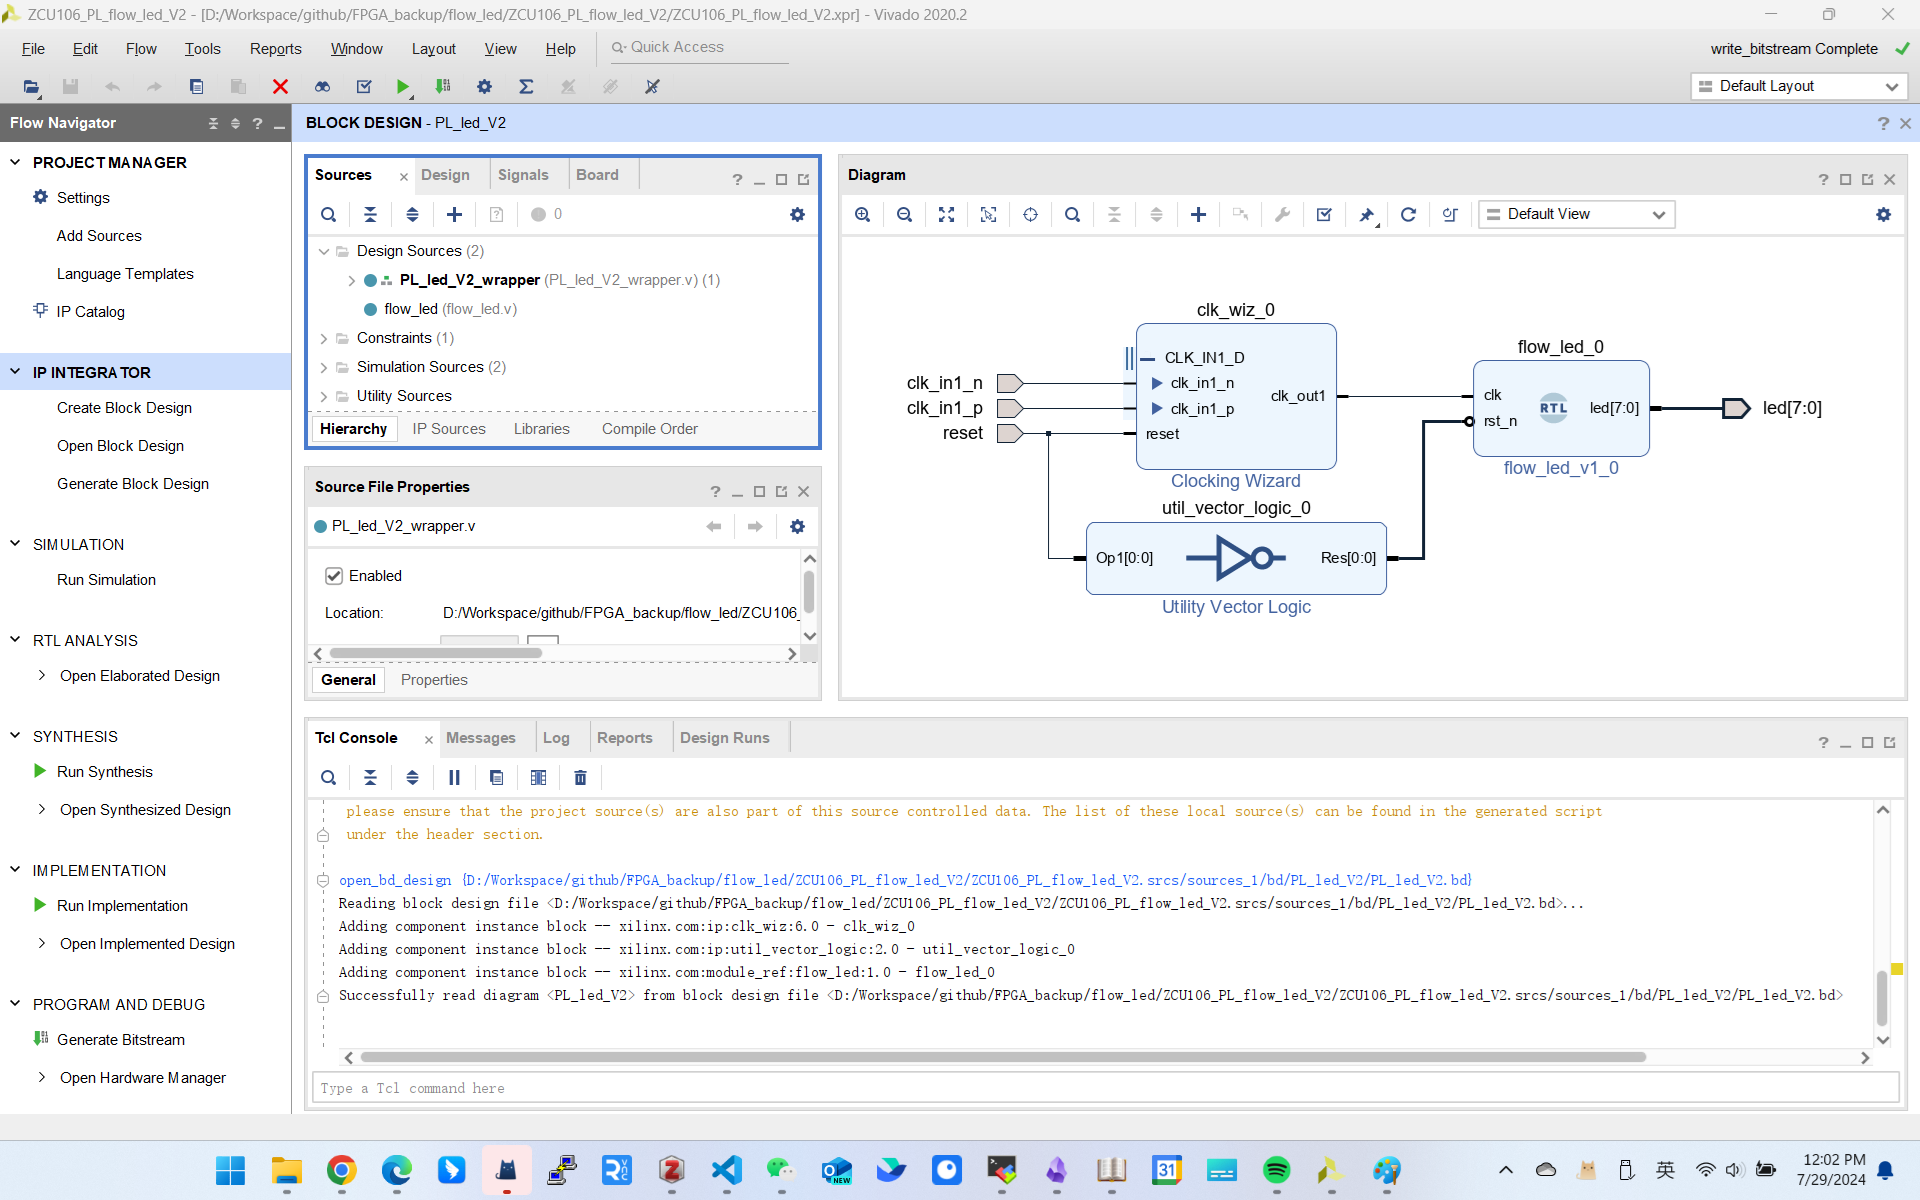 ZCU106_PL_flow_led_V2 - [D:/Workspace/github/FPGA_backup/flow_led/ZCU106_PL_flow_led_V2/ZCU106_PL_flow_led_V2.xpr] - Vivado 2020.2
File Edit Flow Tools Reports Window Layout View Help Quick Access
write_bitstream Complete
Default Layout
Flow Navigator
BLOCK DESIGN - PL_led_V2
PROJECT MANAGER
Settings
Add Sources
Language Templates
IP Catalog
IP INTEGRATOR
Create Block Design
Open Block Design
Generate Block Design
SIMULATION
Run Simulation
RTL ANALYSIS
Open Elaborated Design
SYNTHESIS
Run Synthesis
Open Synthesized Design
IMPLEMENTATION
Run Implementation
Open Implemented Design
PROGRAM AND DEBUG
Generate Bitstream
Open Hardware Manager
Sources Design Signals Board
0
Design Sources (2)
PL_led_V2_wrapper (PL_led_V2_wrapper.v) (1)
flow_led (flow_led.v)
Constraints (1)
Simulation Sources (2)
Utility Sources
Hierarchy IP Sources Libraries Compile Order
Source File Properties
PL_led_V2_wrapper.v
Enabled
Location: D:/Workspace/github/FPGA_backup/flow_led/ZCU106_
General Properties
Diagram
Default View
clk_wiz_0
CLK_IN1_D
clk_in1_n
clk_in1_p
reset
clk_in1_n
clk_in1_p
reset
clk_out1
Clocking Wizard
util_vector_logic_0
Op1[0:0] Res[0:0]
Utility Vector Logic
flow_led_0
clk
rst_n
RTL
led[7:0]
flow_led_v1_0
led[7:0]
Tcl Console Messages Log Reports Design Runs
please ensure that the project source(s) are also part of this source controlled data. The list of these local source(s) can be found in the generated script
under the header section.
open_bd_design {D:/Workspace/github/FPGA_backup/flow_led/ZCU106_PL_flow_led_V2/ZCU106_PL_flow_led_V2.srcs/sources_1/bd/PL_led_V2/PL_led_V2.bd}
Reading block design file <D:/Workspace/github/FPGA_backup/flow_led/ZCU106_PL_flow_led_V2/ZCU106_PL_flow_led_V2.srcs/sources_1/bd/PL_led_V2/PL_led_V2.bd>...
Adding component instance block -- xilinx.com:ip:clk_wiz:6.0 - clk_wiz_0
Adding component instance block -- xilinx.com:ip:util_vector_logic:2.0 - util_vector_logic_0
Adding component instance block -- xilinx.com:module_ref:flow_led:1.0 - flow_led_0
Successfully read diagram <PL_led_V2> from block design file <D:/Workspace/github/FPGA_backup/flow_led/ZCU106_PL_flow_led_V2/ZCU106_PL_flow_led_V2.srcs/sources_1/bd/PL_led_V2/PL_led_V2.bd>
Type a Tcl command here
NEW
31
英
12:02 PM
7/29/2024